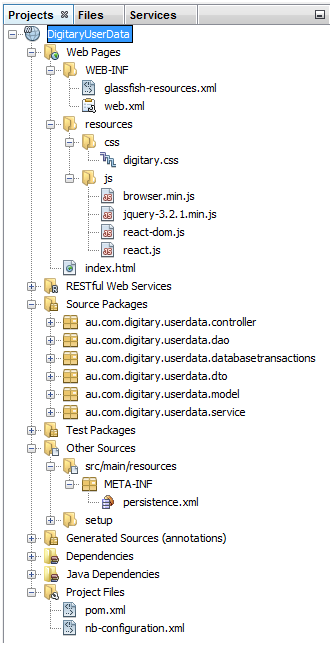 Projects Files Services
DigitaryUserData
Web Pages
WEB-INF
glassfish-resources.xml
web.xml
resources
css
digitary.css
js
browser.min.js
jquery-3.2.1.min.js
react-dom.js
react.js
index.html
RESTful Web Services
Source Packages
au.com.digitary.userdata.controller
au.com.digitary.userdata.dao
au.com.digitary.userdata.databasetransactions
au.com.digitary.userdata.dto
au.com.digitary.userdata.model
au.com.digitary.userdata.service
Test Packages
Other Sources
src/main/resources
META-INF
persistence.xml
setup
Generated Sources (annotations)
Dependencies
Java Dependencies
Project Files
pom.xml
nb-configuration.xml